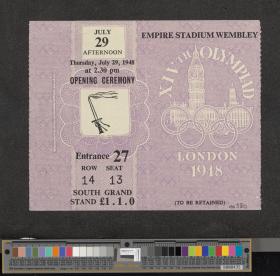 JULY
29
AFTERNOON
Thursday, July 29, 1948
at 2.30 pm
OPENING CEREMONY
Entrance 27
ROW SEAT
14 13
SOUTH GRAND
STAND £1.1.0
EMPIRE STADIUM WEMBLEY
XIVTH OLYMPIAD
LONDON
1948
(TO BE RETAINED)